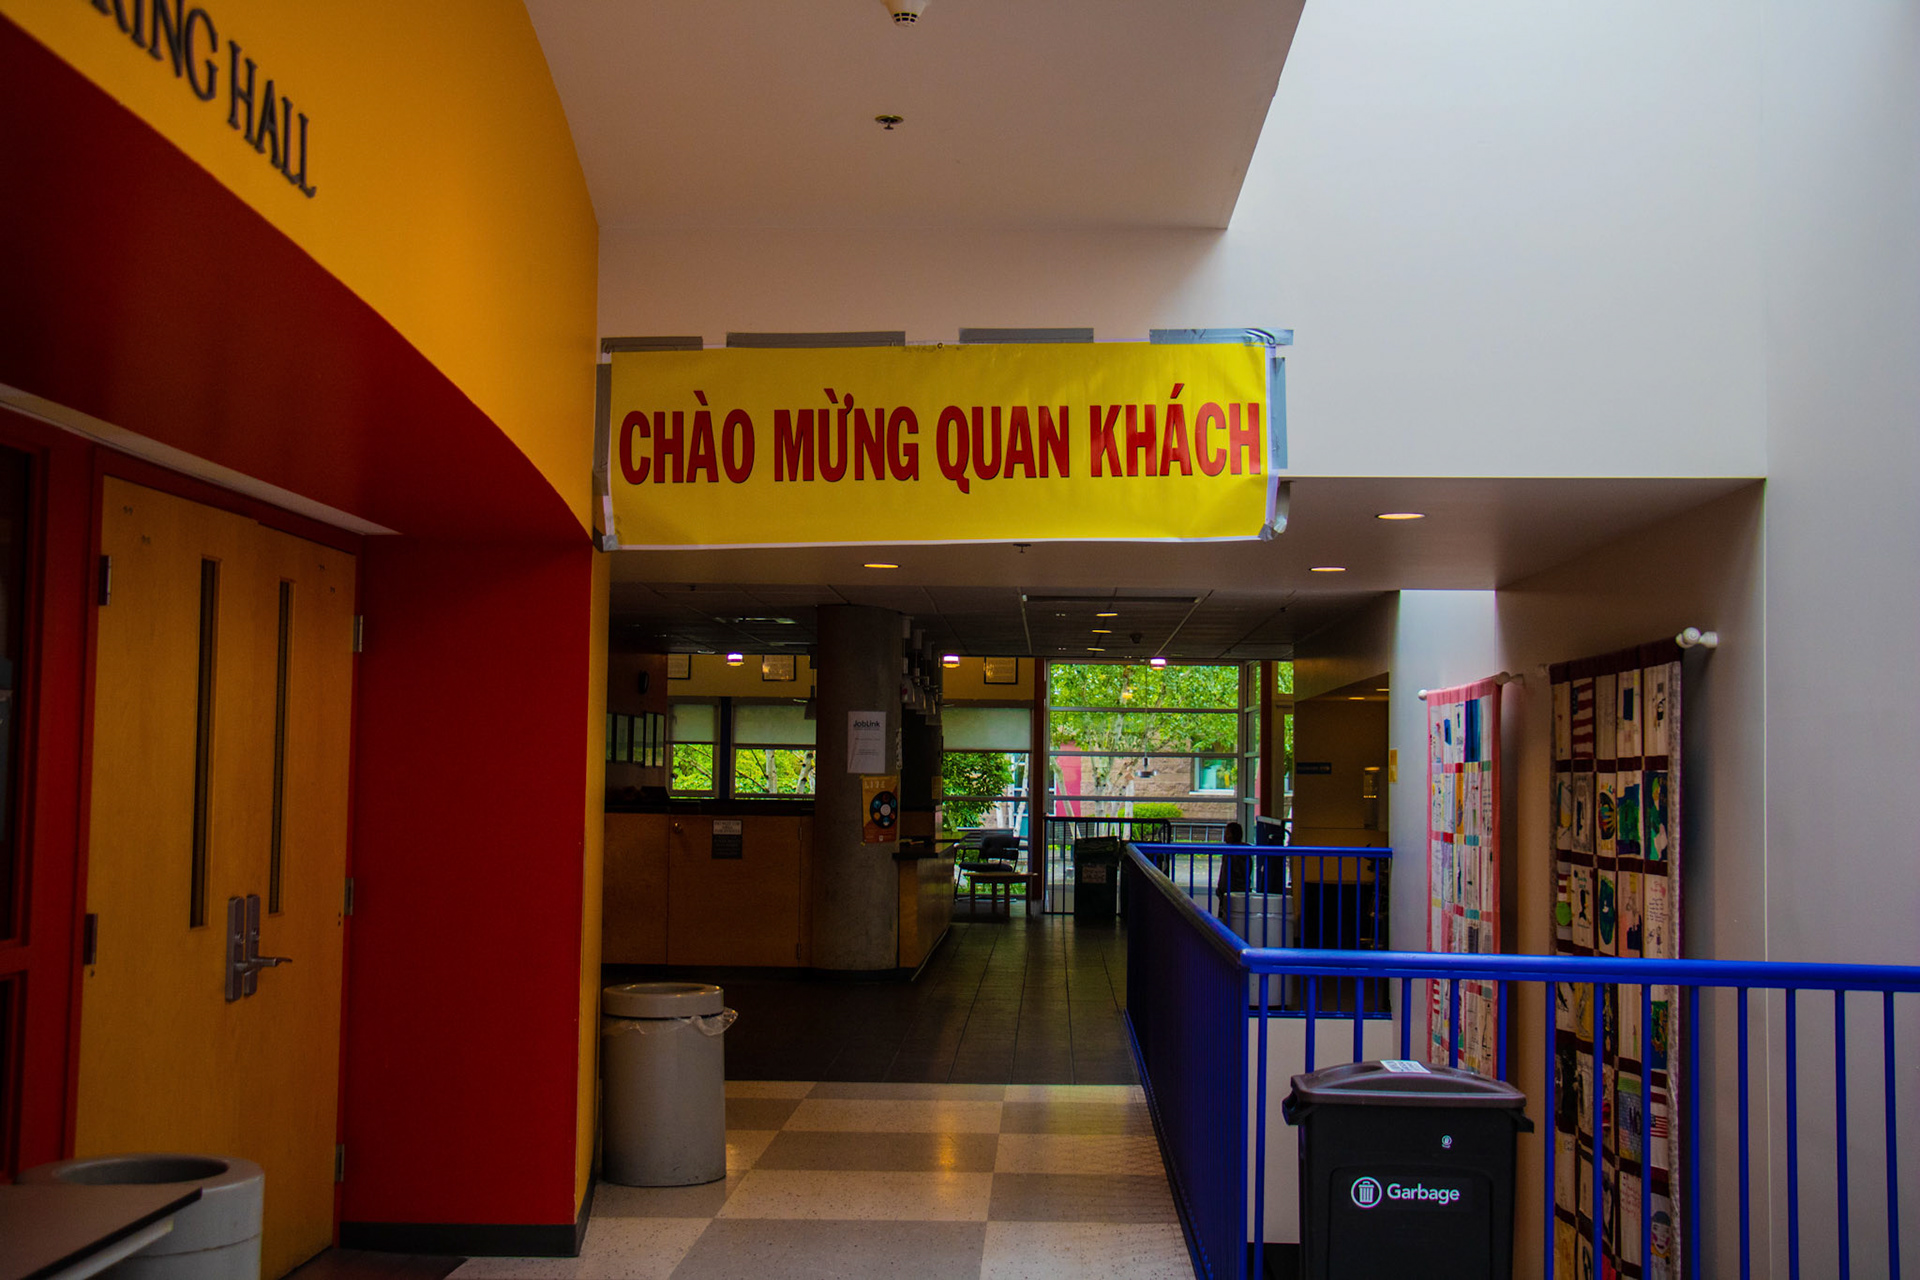 HALL
CHÀO MỪNG QUAN KHÁCH
JobLink
Garbage